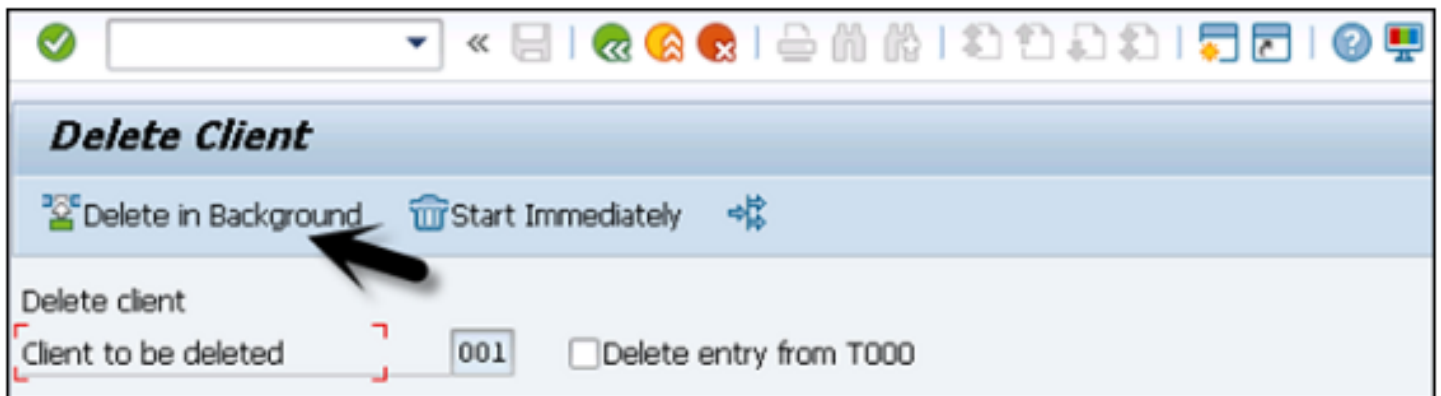 Delete Client
Delete in Background Start Immediately
Delete client
Client to be deleted 001 Delete entry from T000